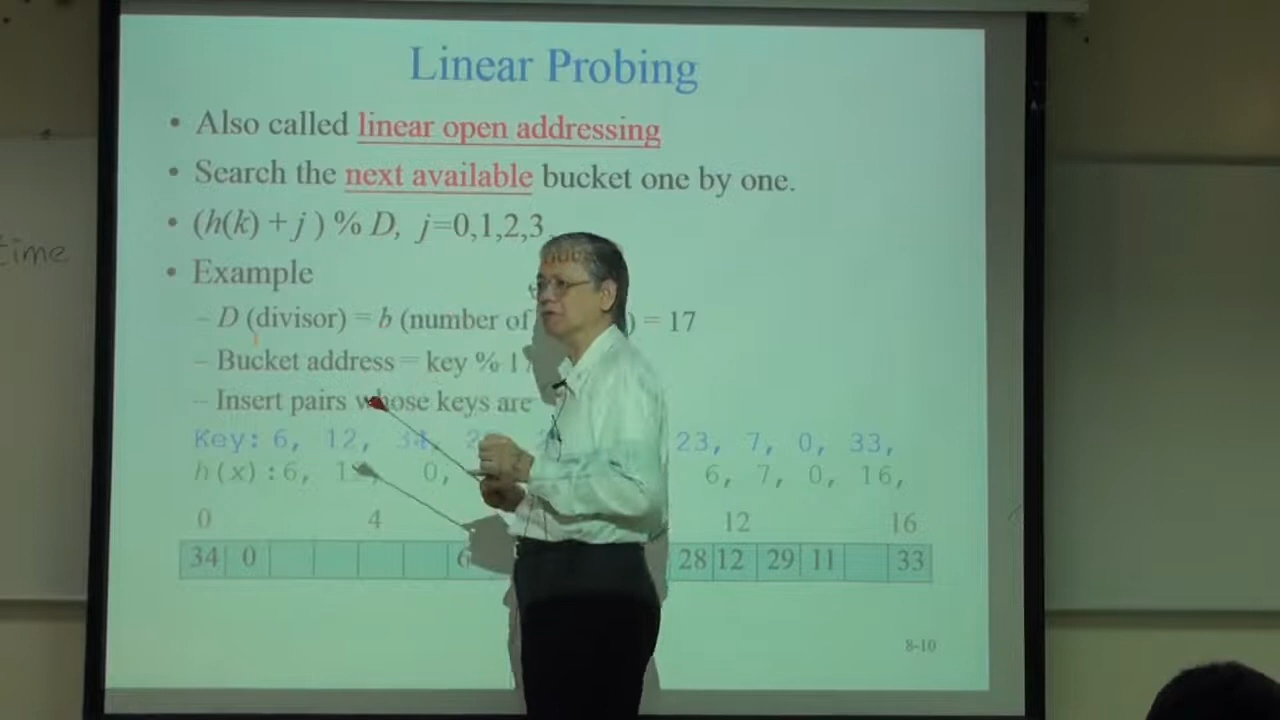 Linear Probing
• Also called linear open addressing
• Search the next available bucket one by one.
• (h(k) + j ) % D, j=0,1,2,3
• Example
– D (divisor) = b (number of ) = 17
– Bucket address = key % 1
– Insert pairs whose keys are
Key: 6, 12, 34, 23, 7, 0, 33,
h(x):6, 12, 0, 6, 7, 0, 16,
0 4 12 16
34 0 6 28 12 29 11 33
8-10
time